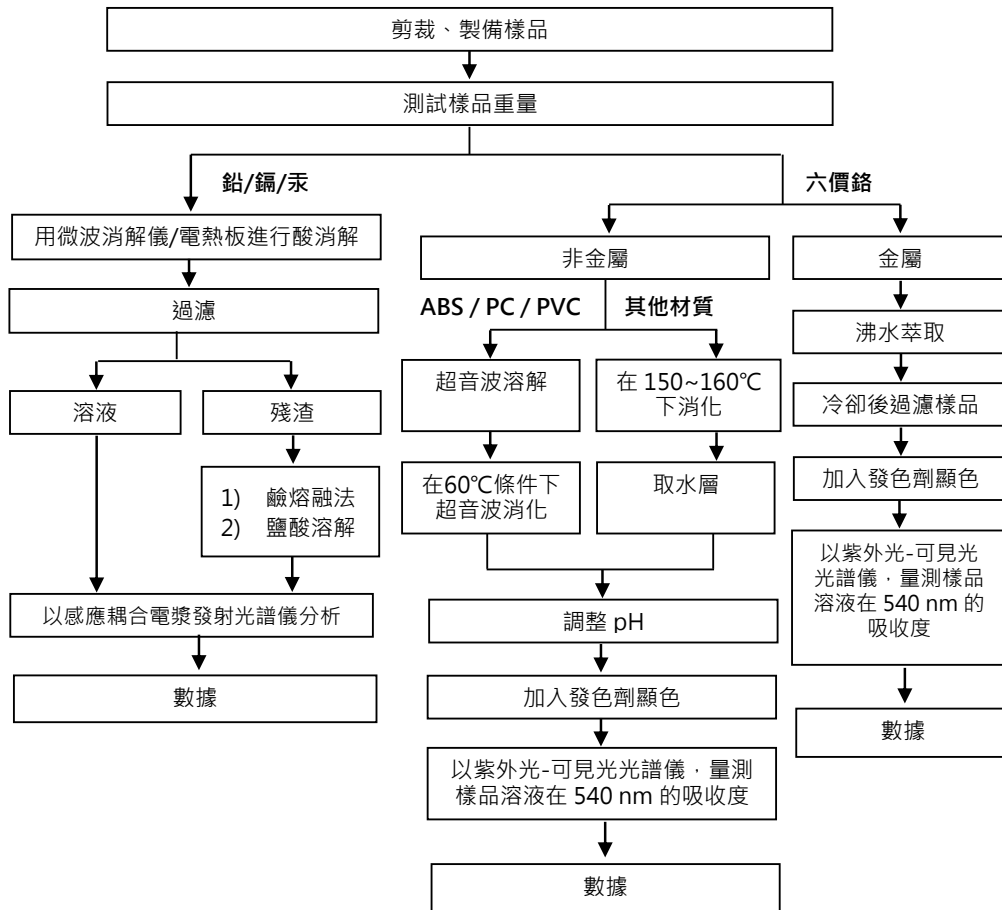 剪裁、製備樣品
測試樣品重量
鉛/鎘/汞
六價鉻
用微波消解儀/電熱板進行酸消解
過濾
溶液
殘渣
1) 鹼熔融法
2) 鹽酸溶解
以感應耦合電漿發射光譜儀分析
數據
非金屬
ABS / PC / PVC
其他材質
超音波溶解
在 150~160℃
下消化
在60℃條件下
超音波消化
取水層
調整 pH
加入發色劑顯色
以紫外光-可見光光譜儀，量測
樣品溶液在 540 nm 的吸收度
數據
金屬
沸水萃取
冷卻後過濾樣品
加入發色劑顯色
以紫外光-可見光
光譜儀，量測樣品
溶液在 540 nm 的
吸收度
數據